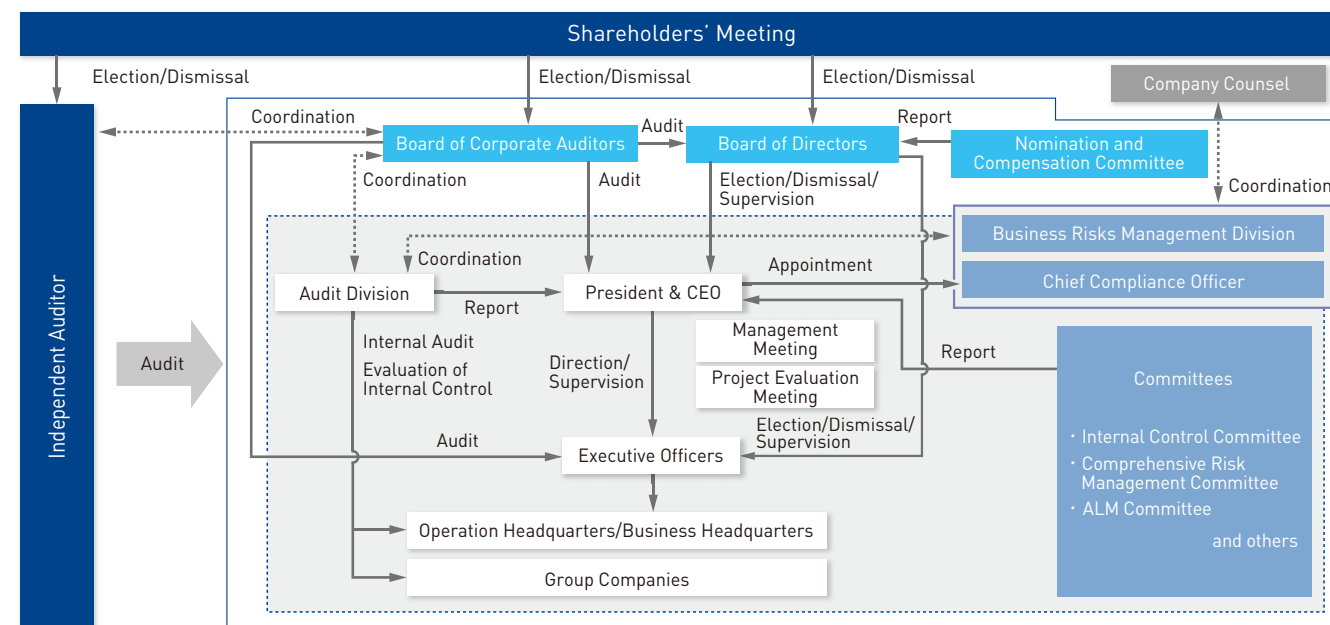 Shareholders’ Meeting
Election/Dismissal
Election/Dismissal
Election/Dismissal
Company Counsel
Coordination
Audit
Report
Board of Corporate Auditors
Board of Directors
Nomination and
Compensation Committee
Coordination
Audit
Election/Dismissal/
Supervision
Coordination
Business Risks Management Division
Coordination
Appointment
Chief Compliance Officer
Audit Division
President & CEO
Report
Independent Auditor
Audit
Internal Audit
Evaluation of
Internal Control
Direction/
Supervision
Management
Meeting
Project Evaluation
Meeting
Report
Committees
Election/Dismissal/
Supervision
Audit
Executive Officers
・Internal Control Committee
・Comprehensive Risk
Management Committee
・ALM Committee
and others
Operation Headquarters/Business Headquarters
Group Companies